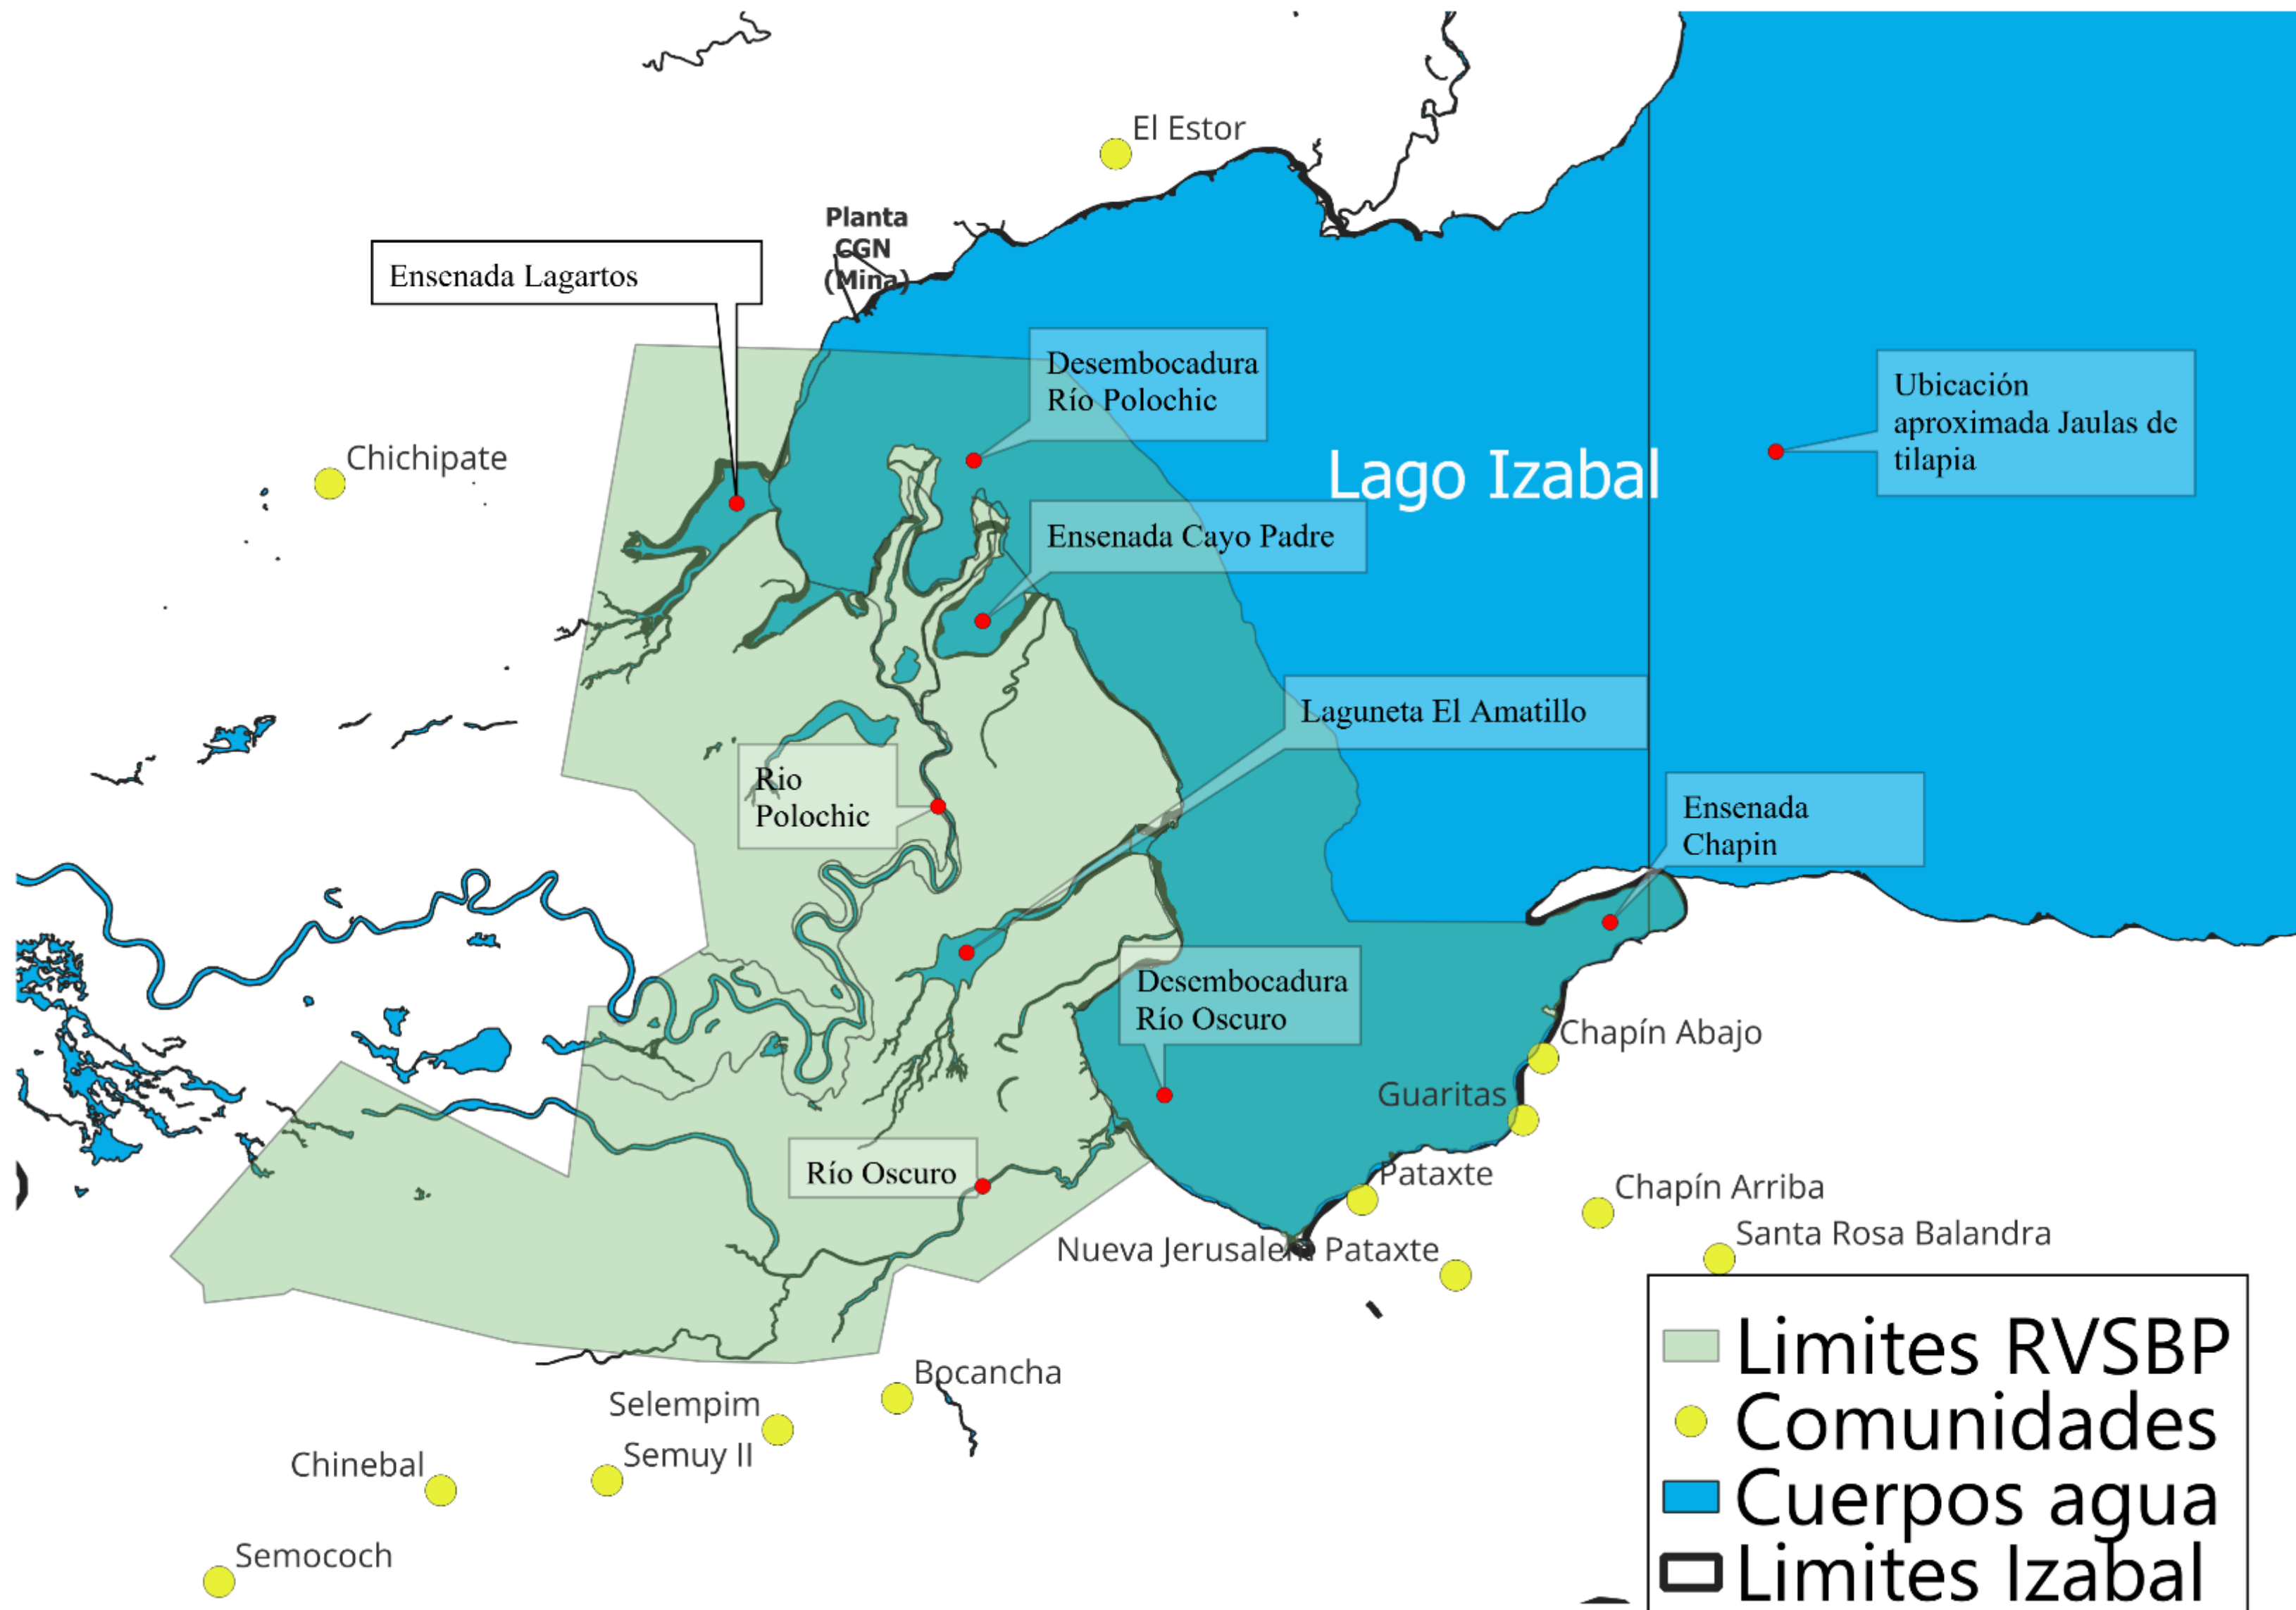 El Estor
Planta
CGN
(Mina)
Ensenada Lagartos
Desembocadura
Río Polochic
Ubicación
aproximada Jaulas de
tilapia
Chichipate
Lago Izabal
Ensenada Cayo Padre
Laguneta El Amatillo
Rio
Polochic
Ensenada
Chapin
Desembocadura
Río Oscuro
Chapín Abajo
Guaritas
Río Oscuro
Pataxte
Chapín Arriba
Santa Rosa Balandra
Nueva Jerusalem Pataxte
Bocancha
Selempim
Semuy II
Chinebal
Semococh
Limites RVSBP
Comunidades
Cuerpos agua
Limites Izabal